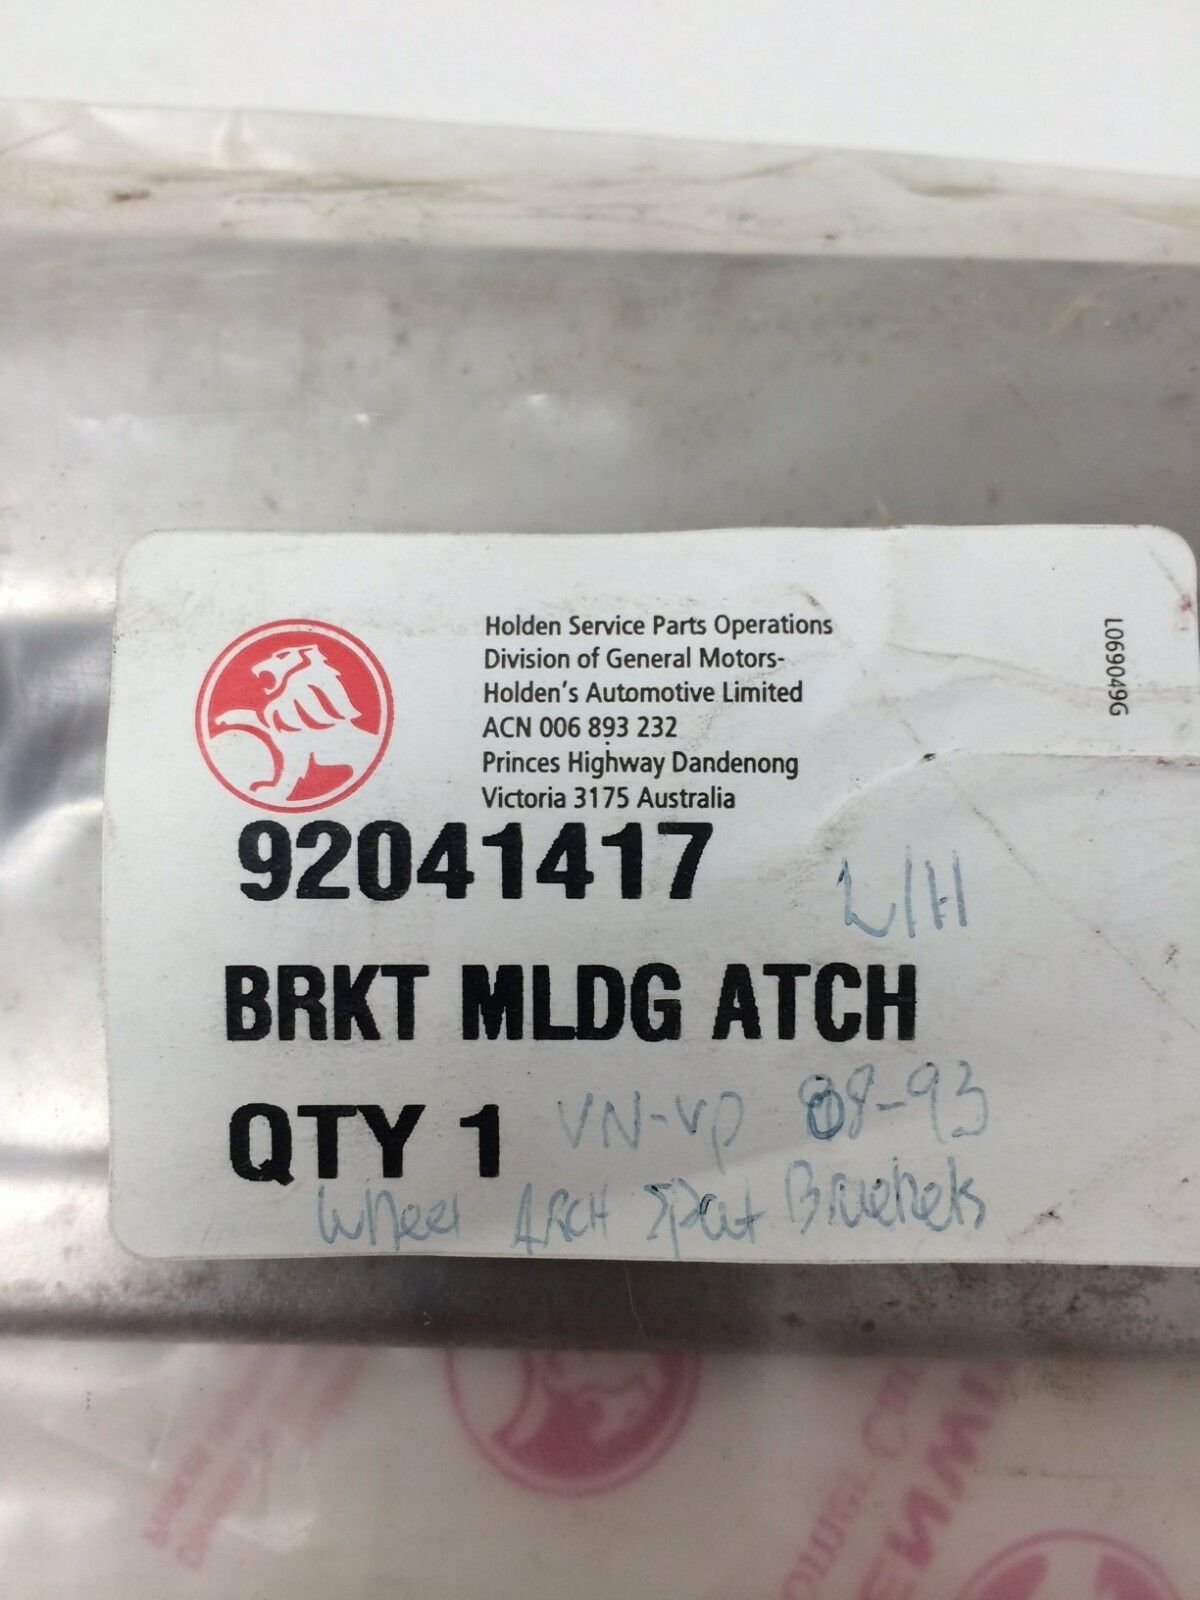 Holden Service Parts Operations
Division of General Motors-
Holden's Automotive Limited
ACN 006 893 232
Princes Highway Dandenong
Victoria 3175 Australia
L069049G
92041417
L/H
BRKT MLDG ATCH
QTY 1 VN-VP 88-93
Wheel ARCH Spat Brackets